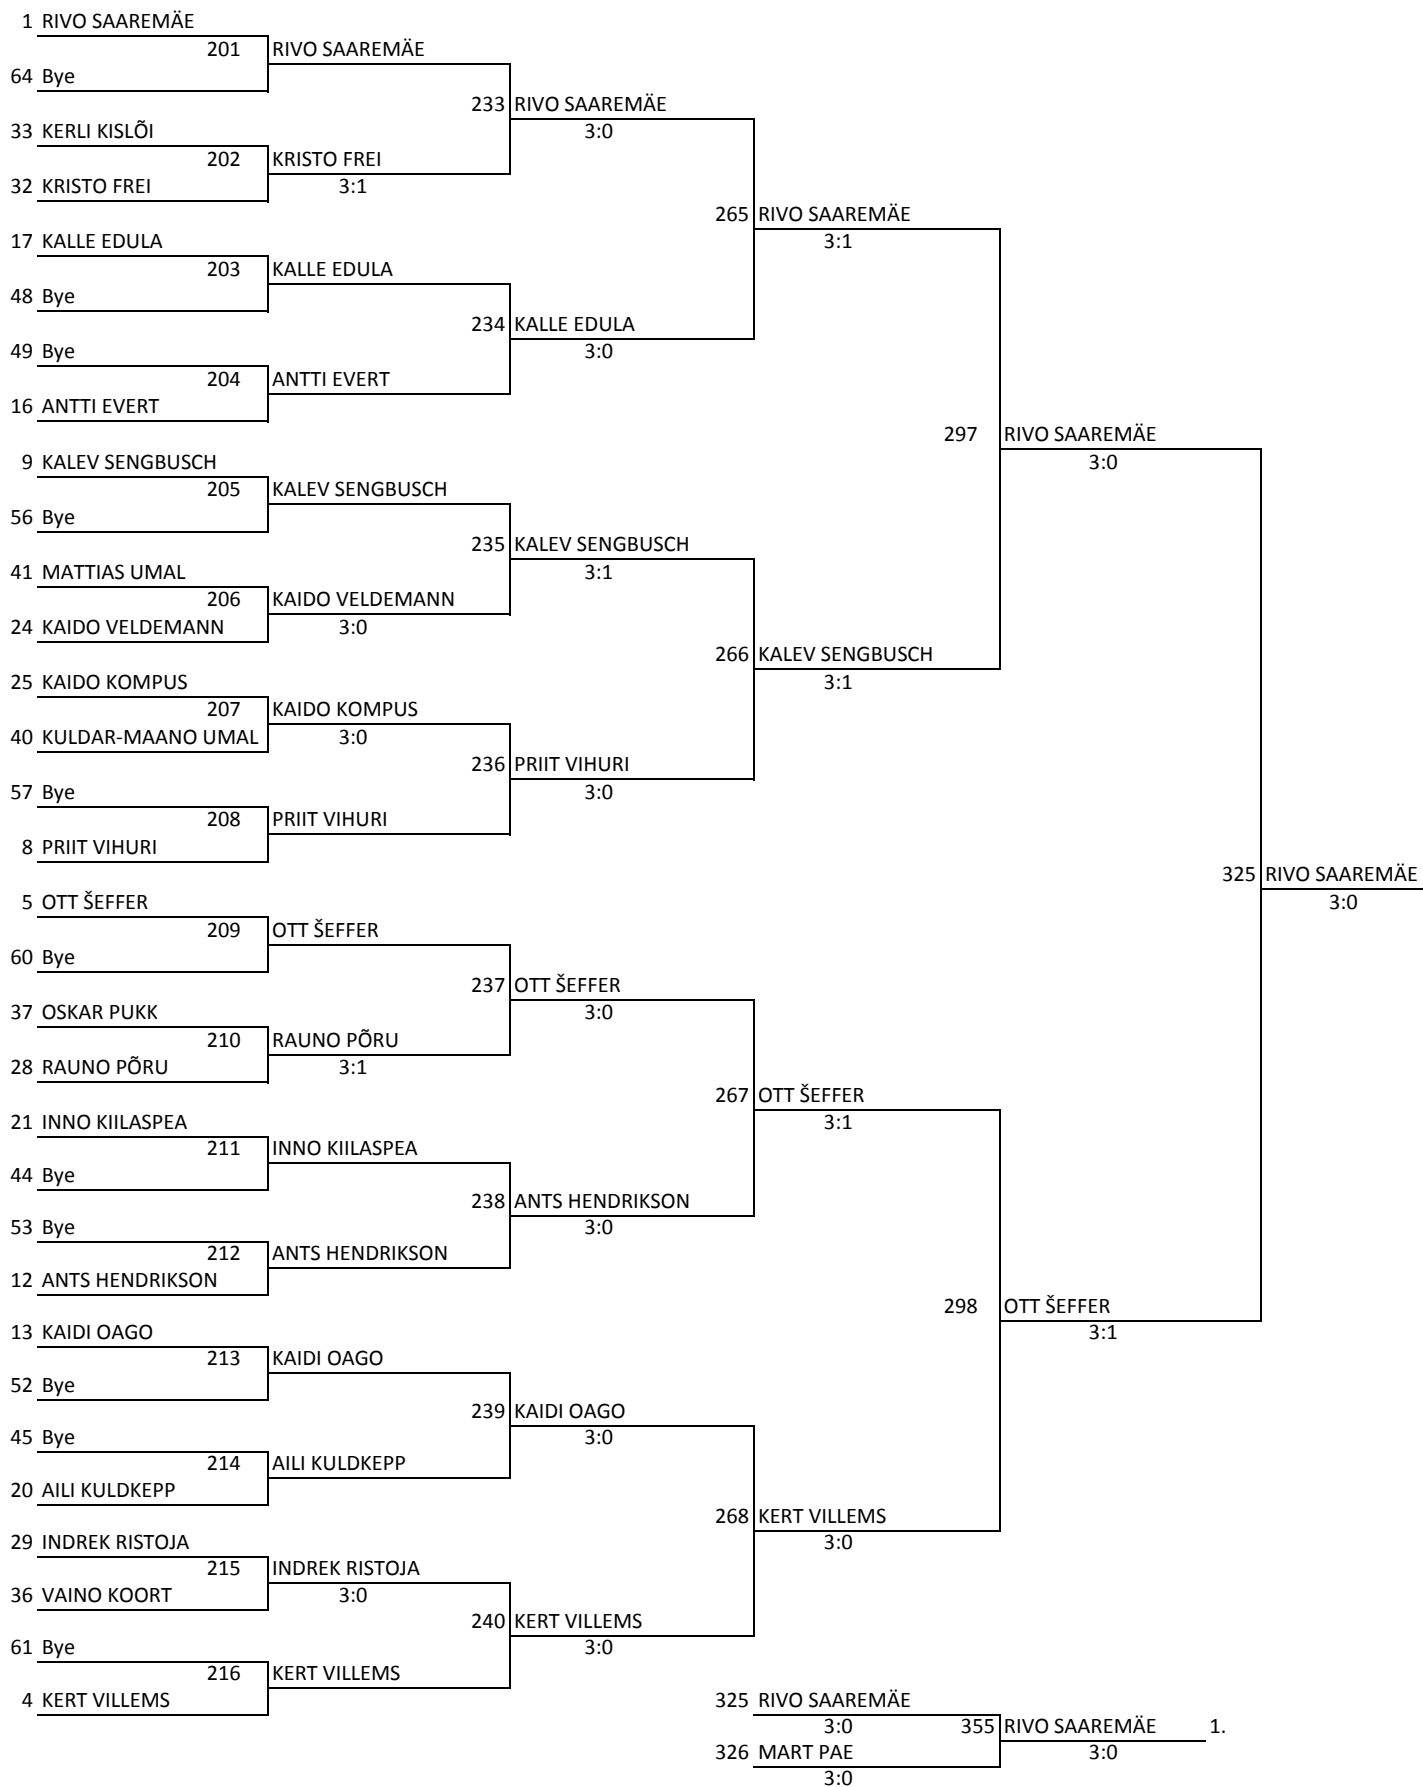 1 RIVO SAAREMÄE
201 RIVO SAAREMÄE
64 Bye
233 RIVO SAAREMÄE
3:0
33 KERLI KISLÕI
202 KRISTO FREI
3:1
32 KRISTO FREI
265 RIVO SAAREMÄE
3:1
17 KALLE EDULA
203 KALLE EDULA
48 Bye
234 KALLE EDULA
3:0
49 Bye
204 ANTTI EVERT
16 ANTTI EVERT
297 RIVO SAAREMÄE
3:0
9 KALEV SENGBUSCH
205 KALEV SENGBUSCH
56 Bye
235 KALEV SENGBUSCH
3:1
41 MATTIAS UMAL
206 KAIDO VELDEMANN
3:0
24 KAIDO VELDEMANN
266 KALEV SENGBUSCH
3:1
25 KAIDO KOMPUS
207 KAIDO KOMPUS
3:0
40 KULDAR-MAANO UMAL
236 PRIIT VIHURI
3:0
57 Bye
208 PRIIT VIHURI
8 PRIIT VIHURI
325 RIVO SAAREMÄE
3:0
5 OTT ŠEFFER
209 OTT ŠEFFER
60 Bye
237 OTT ŠEFFER
3:0
37 OSKAR PUKK
210 RAUNO PÕRU
3:1
28 RAUNO PÕRU
267 OTT ŠEFFER
3:1
21 INNO KIILASPEA
211 INNO KIILASPEA
44 Bye
238 ANTS HENDRIKSON
3:0
53 Bye
212 ANTS HENDRIKSON
12 ANTS HENDRIKSON
298 OTT ŠEFFER
3:1
13 KAIDI OAGO
213 KAIDI OAGO
52 Bye
239 KAIDI OAGO
3:0
45 Bye
214 AILI KULDKEPP
20 AILI KULDKEPP
268 KERT VILLEMS
3:0
29 INDREK RISTOJA
215 INDREK RISTOJA
3:0
36 VAINO KOORT
240 KERT VILLEMS
3:0
61 Bye
216 KERT VILLEMS
4 KERT VILLEMS
325 RIVO SAAREMÄE
3:0
355 RIVO SAAREMÄE 1.
3:0
326 MART PAE
3:0